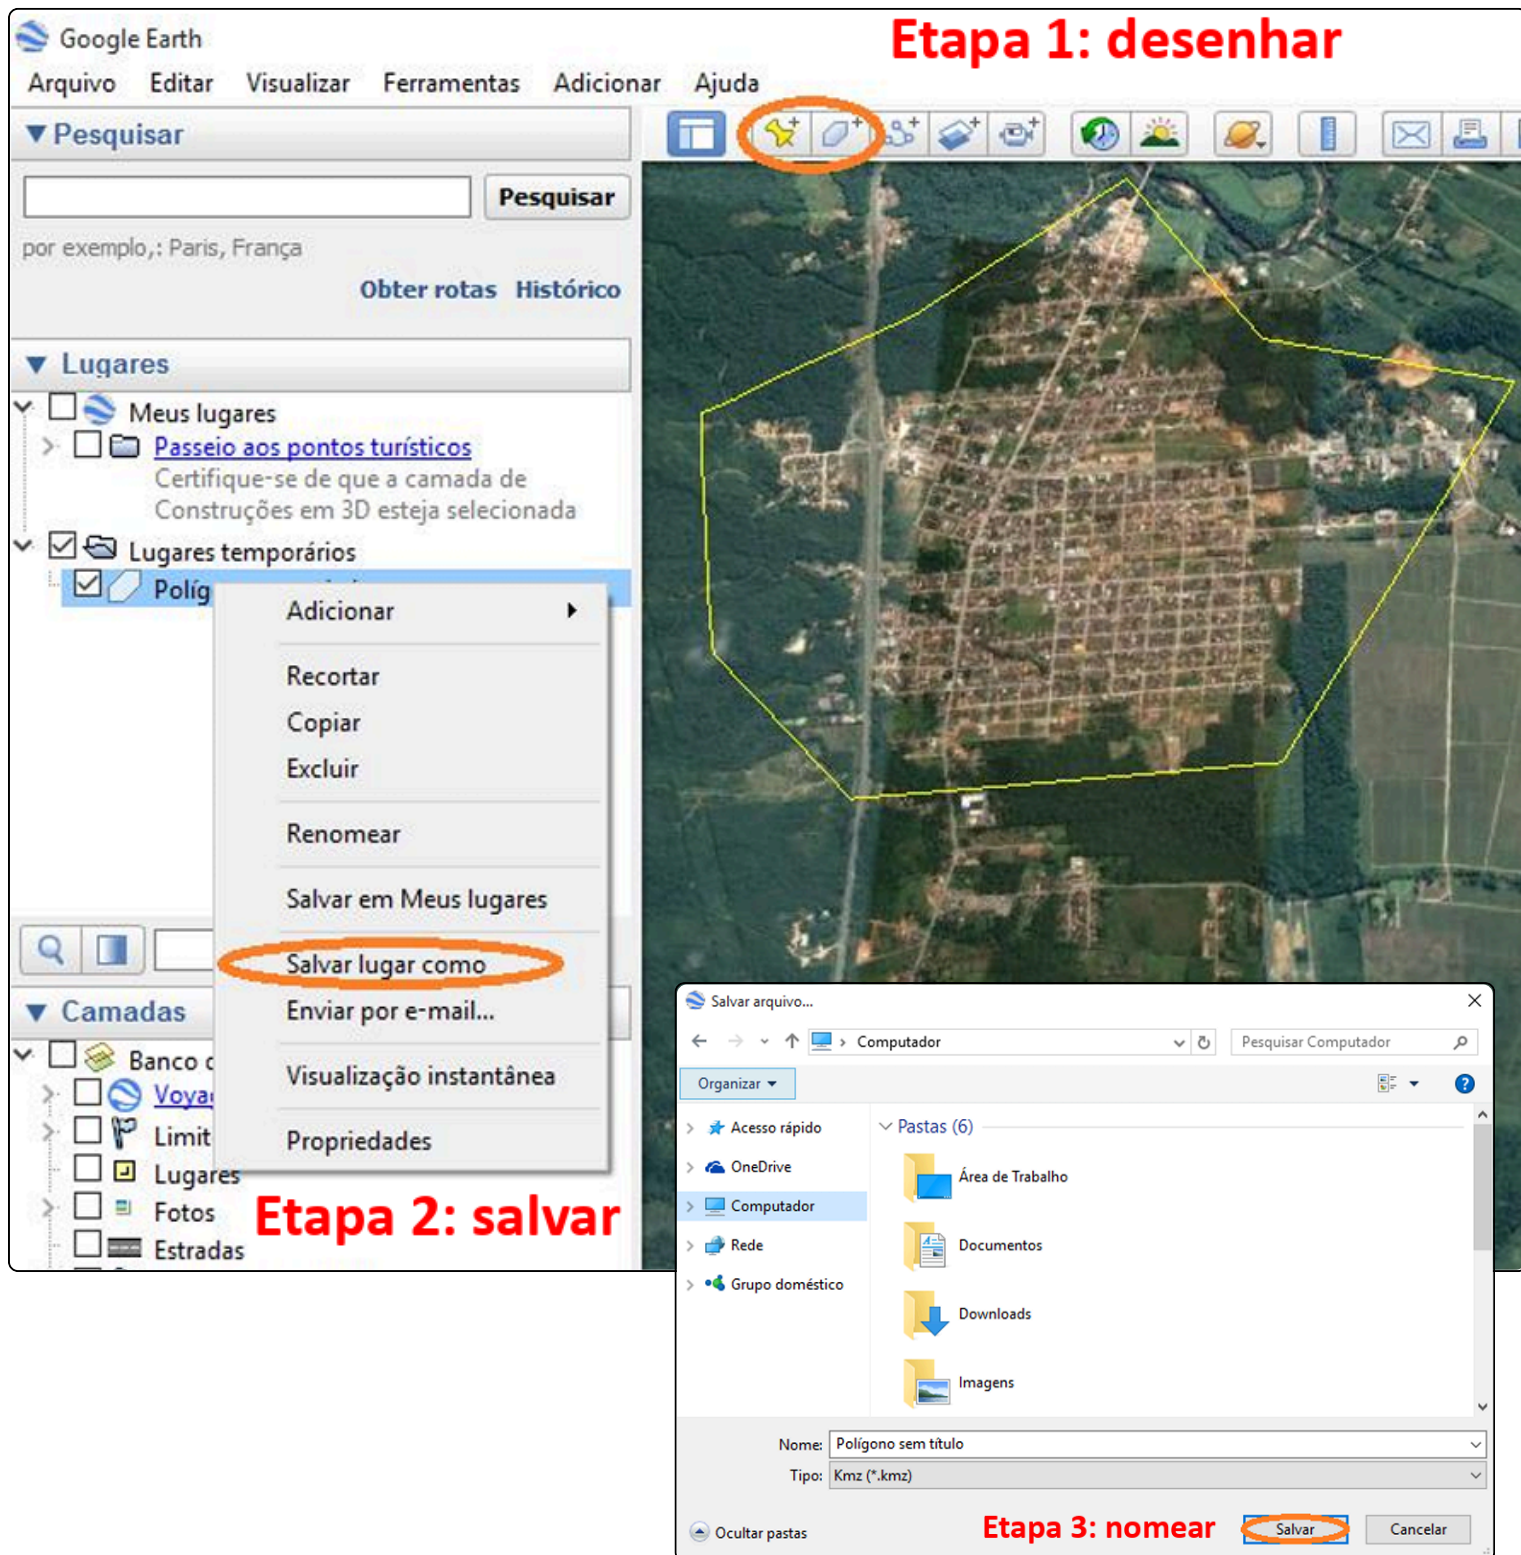 Google Earth
Etapa 1: desenhar
Arquivo Editar Visualizar Ferramentas Adicionar Ajuda
Pesquisar
Pesquisar
por exemplo,: Paris, França
Obter rotas Histórico
Lugares
Meus lugares
Passeio aos pontos turísticos
Certifique-se de que a camada de
Construções em 3D esteja selecionada
Lugares temporários
Políg
Adicionar
Recortar
Copiar
Excluir
Renomear
Salvar em Meus lugares
Salvar lugar como
Enviar por e-mail...
Visualização instantânea
Propriedades
Camadas
Banco
Voya
Limit
Lugares
Fotos
Estradas
Etapa 2: salvar
Salvar arquivo...
Computador
Pesquisar Computador
Organizar
Acesso rápido
OneDrive
Computador
Rede
Grupo doméstico
Pastas (6)
Área de Trabalho
Documentos
Downloads
Imagens
Nome: Polígono sem título
Tipo: Kmz (*.kmz)
Ocultar pastas
Etapa 3: nomear
Salvar
Cancelar